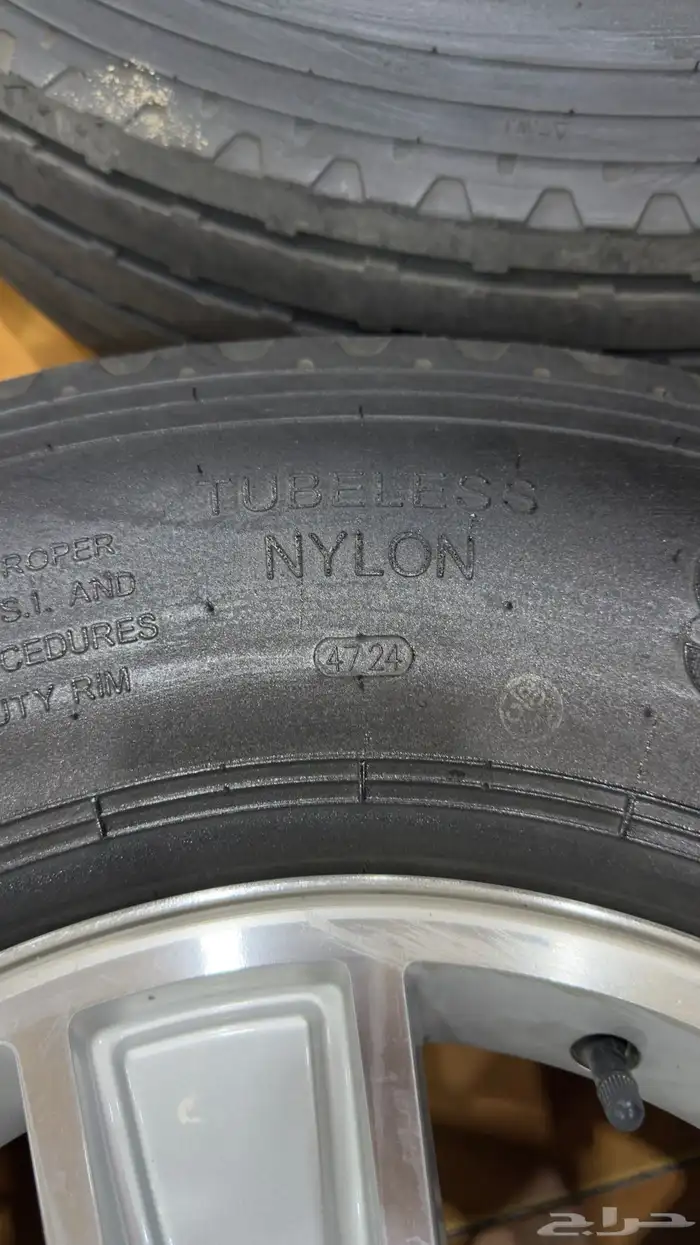 TUBELESS
NYLON
ROPER
S.I. AND
CEDURES
UTY RIM
4724
حراج